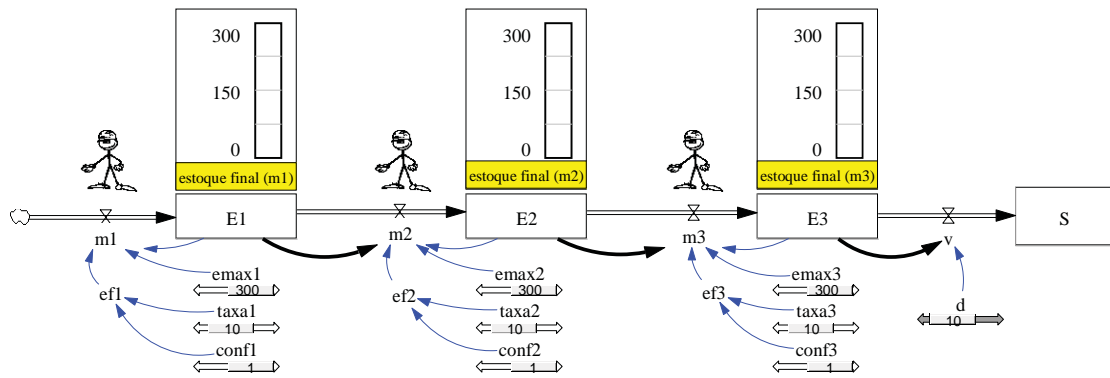 300
150
0
estoque final (m1)
300
150
0
estoque final (m2)
300
150
0
estoque final (m3)
E1
E2
E3
S
m1
m2
m3
v
emax1
300
ef1
taxa1
10
conf1
1
emax2
300
ef2
taxa2
10
conf2
1
emax3
300
ef3
taxa3
10
conf3
1
d
10